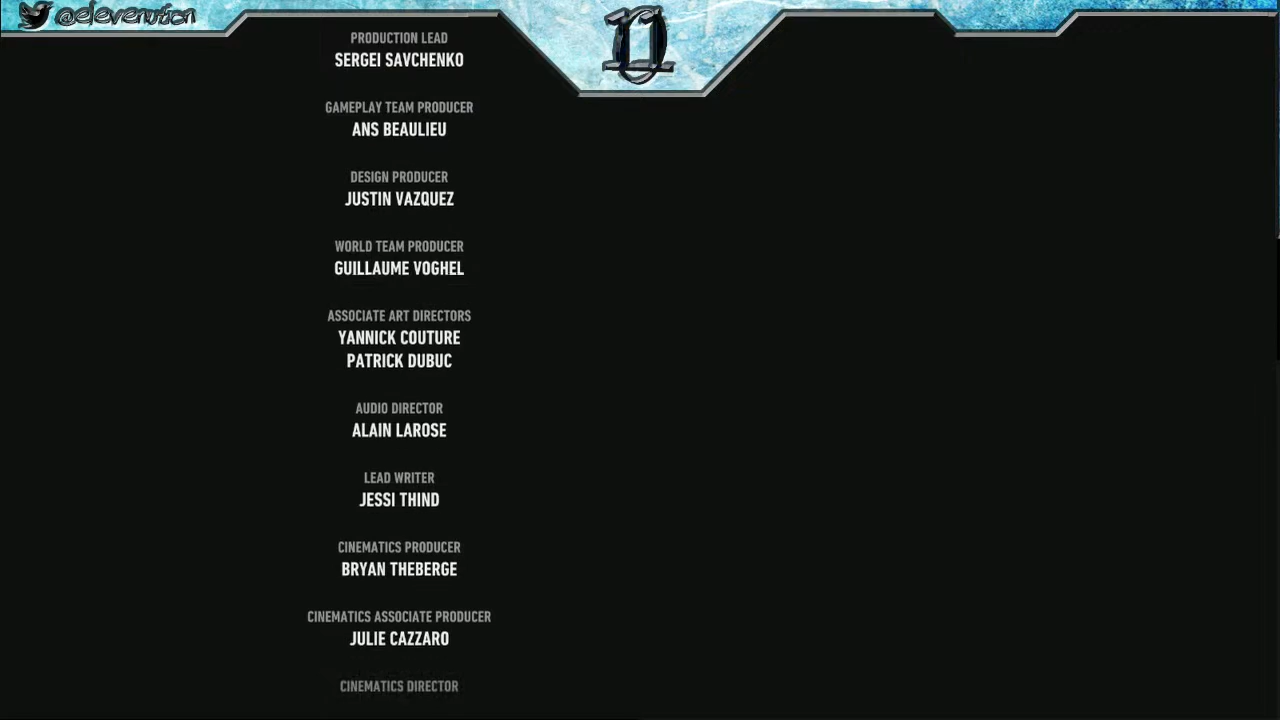 @elevenution
PRODUCTION LEAD
SERGEI SAVCHENKO
GAMEPLAY TEAM PRODUCER
ANS BEAULIEU
DESIGN PRODUCER
JUSTIN VAZQUEZ
WORLD TEAM PRODUCER
GUILLAUME VOGHEL
ASSOCIATE ART DIRECTORS
YANNICK COUTURE
PATRICK DUBUC
AUDIO DIRECTOR
ALAIN LAROSE
LEAD WRITER
JESSI THIND
CINEMATICS PRODUCER
BRYAN THEBERGE
CINEMATICS ASSOCIATE PRODUCER
JULIE CAZZARO
CINEMATICS DIRECTOR